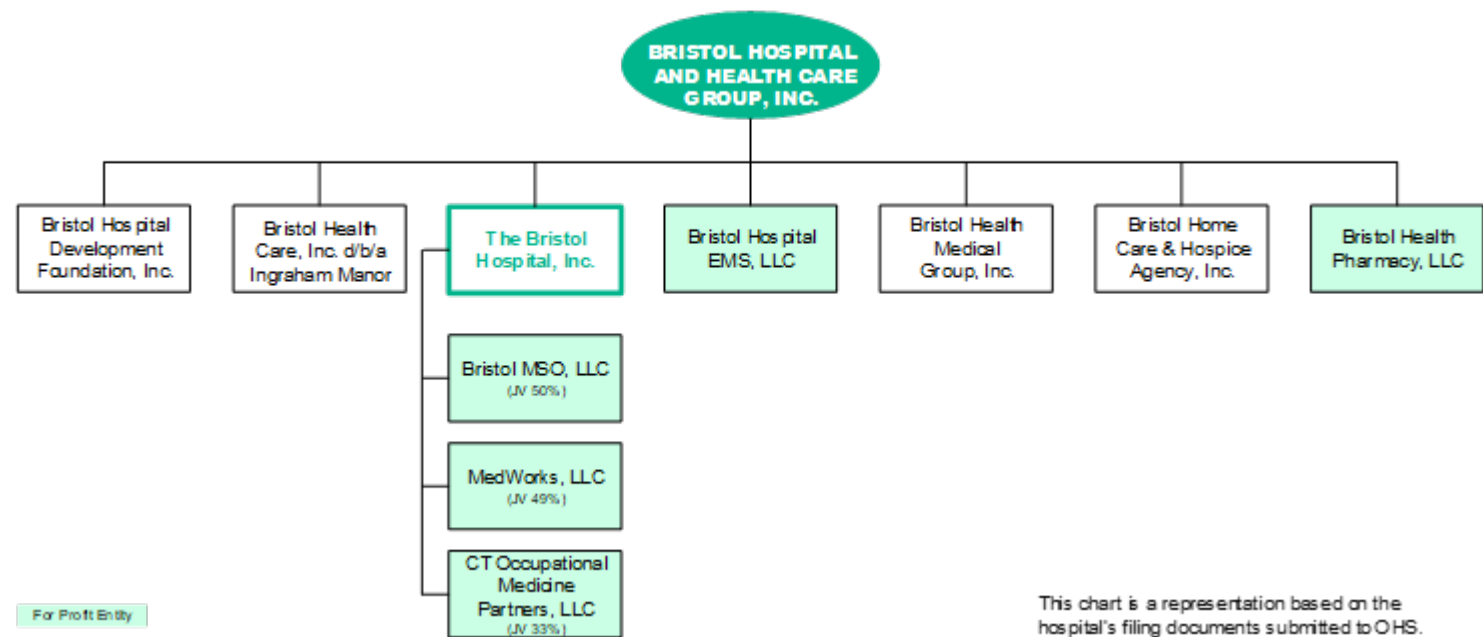 BRISTOL HOSPITAL
AND HEALTH CARE
GROUP, INC.
Bristol Hospital
Development
Foundation, Inc.
Bristol Health
Care, Inc. d/b/a
Ingraham Manor
The Bristol
Hospital, Inc.
Bristol Hospital
EMS, LLC
Bristol Health
Medical
Group, Inc.
Bristol Home
Care & Hospice
Agency, Inc.
Bristol Health
Pharmacy, LLC
Bristol MSO, LLC
(JV 50%)
MedWorks, LLC
(JV 49%)
CT Occupational
Medicine
Partners, LLC
(JV 33%)
For Profit Entity
This chart is a representation based on the
hospital's filing documents submitted to OHS.